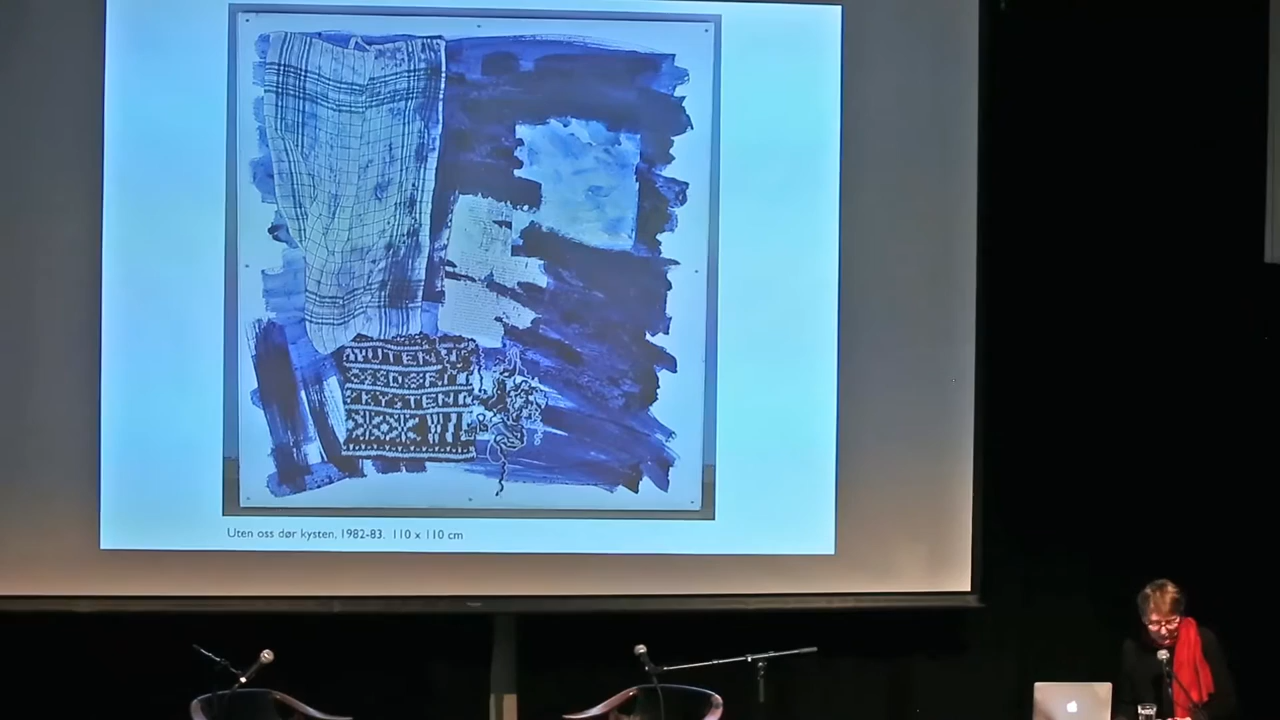 UTEN
OSS DØR
KYSTEN
Uten oss dør kysten, 1982-83. 110 x 110 cm